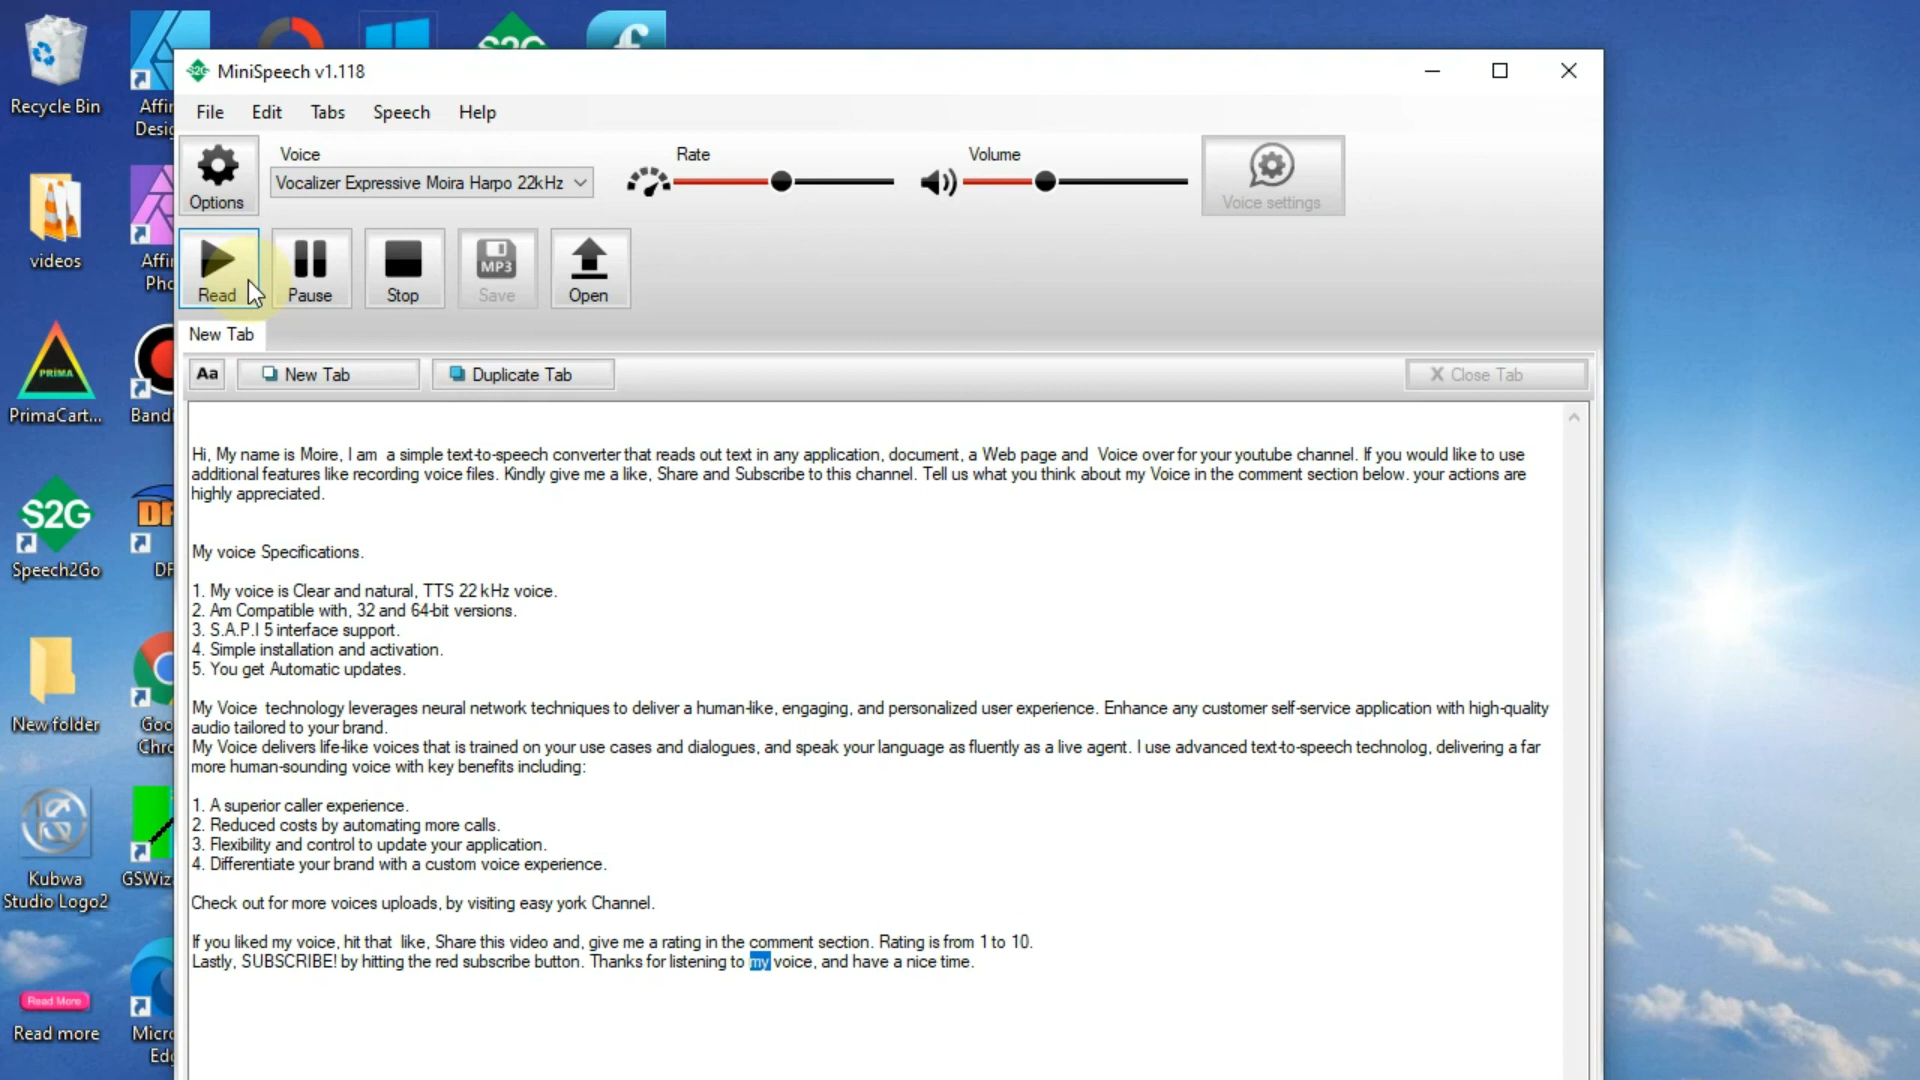 MiniSpeech v1.118
File Edit Tabs Speech Help
Options
Voice
Vocalizer Expressive Moira Harpo 22kHz
Rate
Volume
Voice settings
Read
Pause
Stop
MP3
Save
Open
New Tab
Aa
New Tab
Duplicate Tab
X Close Tab
Hi, My name is Moire, I am  a simple text-to-speech converter that reads out text in any application, document, a Web page and  Voice over for your youtube channel. If you would like to use
additional features like recording voice files. Kindly give me a like, Share and Subscribe to this channel. Tell us what you think about my Voice in the comment section below. your actions are
highly appreciated.
My voice Specifications.
1. My voice is Clear and natural, TTS 22 kHz voice.
2. Am Compatible with, 32 and 64-bit versions.
3. S.A.P.I 5 interface support.
4. Simple installation and activation.
5. You get Automatic updates.
My Voice  technology leverages neural network techniques to deliver a human-like, engaging, and personalized user experience. Enhance any customer self-service application with high-quality
audio tailored to your brand.
My Voice delivers life-like voices that is trained on your use cases and dialogues, and speak your language as fluently as a live agent. I use advanced text-to-speech technolog, delivering a far
more human-sounding voice with key benefits including:
1. A superior caller experience.
2. Reduced costs by automating more calls.
3. Flexibility and control to update your application.
4. Differentiate your brand with a custom voice experience.
Check out for more voices uploads, by visiting easy york Channel.
If you liked my voice, hit that  like, Share this video and, give me a rating in the comment section. Rating is from 1 to 10.
Lastly, SUBSCRIBE! by hitting the red subscribe button. Thanks for listening to my voice, and have a nice time.
Recycle Bin
videos
PRIMA
PrimaCart...
S2G
Speech2Go
New folder
Kubwa
Studio Logo2
Read More
Read more
S2G